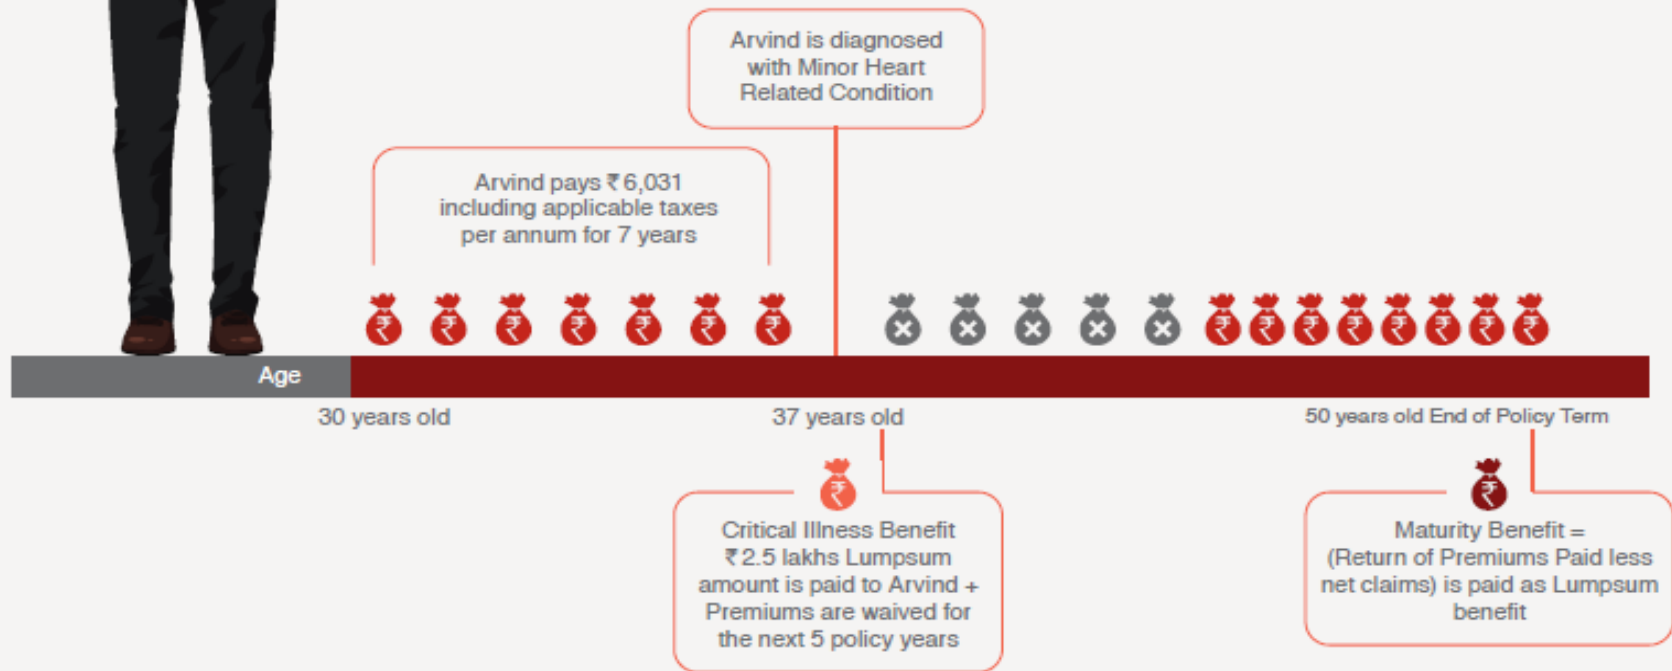 Arvind is diagnosed
with Minor Heart
Related Condition
Arvind pays ₹ 6,031
including applicable taxes
per annum for 7 years
Age
30 years old
37 years old
50 years old End of Policy Term
Critical Illness Benefit
₹ 2.5 lakhs Lumpsum
amount is paid to Arvind +
Premiums are waived for
the next 5 policy years
Maturity Benefit =
(Return of Premiums Paid less
net claims) is paid as Lumpsum
benefit